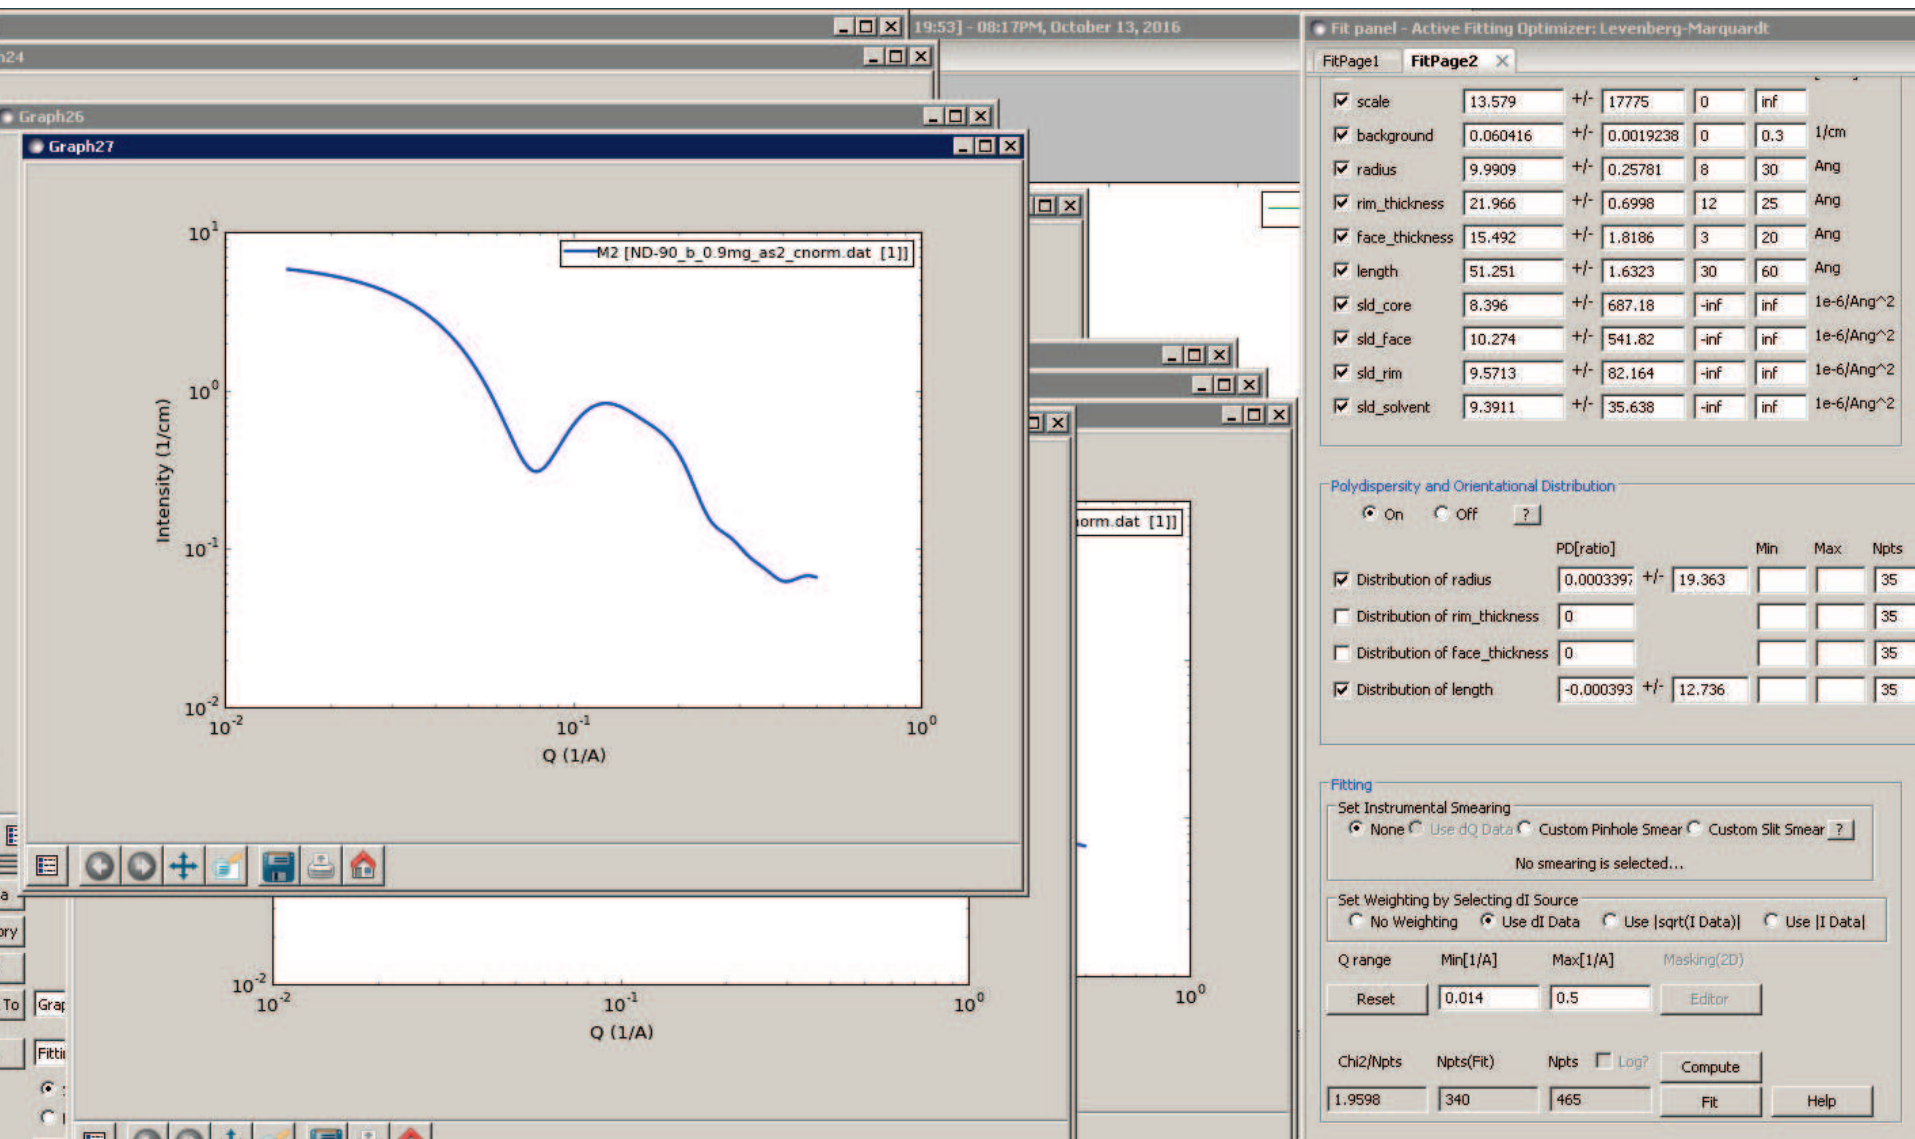 19:53] - 08:17PM, October 13, 2016
h24
Graph26
Graph27
10^1
10^0
10^-1
10^-2
M2 [ND-90_b_0.9mg_as2_cnorm.dat [1]]
Intensity (1/cm)
10^-2 10^-1 10^0
Q (1/A)
orm.dat [1]]
10^0
10^-2
10^-2 10^-1 10^0
Q (1/A)
a
ory
To Grap
Fitti
Fit panel - Active Fitting Optimizer: Levenberg-Marquardt
FitPage1 FitPage2
scale 13.579 +/- 17775 0 inf
background 0.060416 +/- 0.0019238 0 0.3 1/cm
radius 9.9909 +/- 0.25781 8 30 Ang
rim_thickness 21.966 +/- 0.6998 12 25 Ang
face_thickness 15.492 +/- 1.8186 3 20 Ang
length 51.251 +/- 1.6323 30 60 Ang
sld_core 8.396 +/- 687.18 -inf inf 1e-6/Ang^2
sld_face 10.274 +/- 541.82 -inf inf 1e-6/Ang^2
sld_rim 9.5713 +/- 82.164 -inf inf 1e-6/Ang^2
sld_solvent 9.3911 +/- 35.638 -inf inf 1e-6/Ang^2
Polydispersity and Orientational Distribution
On Off ?
PD[ratio] Min Max Npts
Distribution of radius 0.0003397 +/- 19.363 35
Distribution of rim_thickness 0 35
Distribution of face_thickness 0 35
Distribution of length -0.000393 +/- 12.736 35
Fitting
Set Instrumental Smearing
None Use dQ Data Custom Pinhole Smear Custom Slit Smear ?
No smearing is selected...
Set Weighting by Selecting dI Source
No Weighting Use dI Data Use |sqrt(I Data)| Use |I Data|
Q range Min[1/A] Max[1/A] Masking(2D)
Reset 0.014 0.5 Editor
Chi2/Npts Npts(Fit) Npts Log? Compute
1.9598 340 465 Fit Help